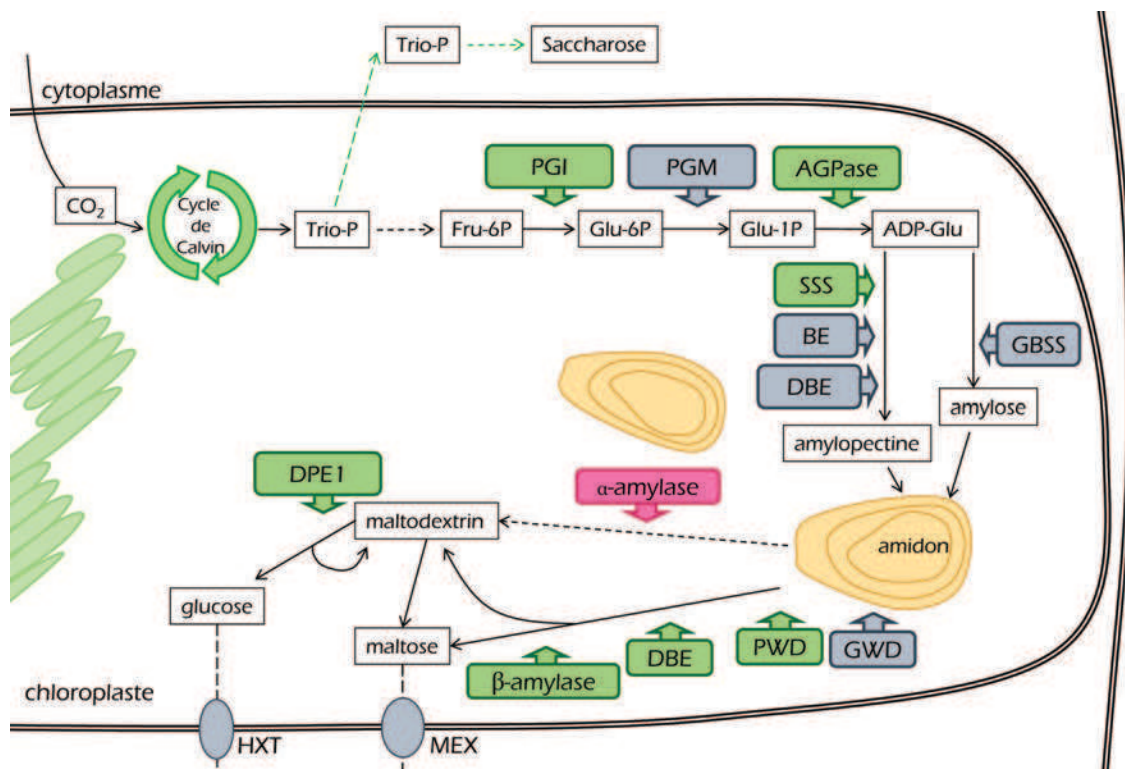 Trio-P
Saccharose
cytoplasme
PGI
PGM
AGPase
CO₂
Cycle
de
Calvin
Trio-P
Fru-6P
Glu-6P
Glu-1P
ADP-Glu
SSS
BE
GBSS
DBE
amylose
amylopectine
DPE1
α-amylase
maltodextrin
amidon
glucose
maltose
DBE
PWD
GWD
β-amylase
chloroplaste
HXT
MEX